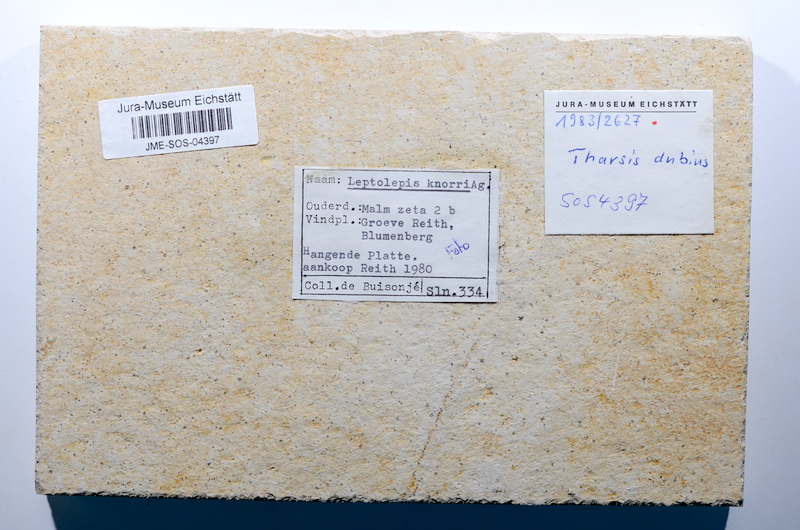 Jura-Museum Eichstätt
JME-SOS-04397
Naam: Leptolepis knorriAg.
Ouderd.:Malm zeta 2 b
Vindpl.:Groeve Reith,
Blumenberg
Foto
Hangende Platte.
aankoop Reith 1980
Coll.de Buisonjé Sln.334
JURA-MUSEUM EICHSTÄTT
1983/2627
Tharsis dubius
SOS4397